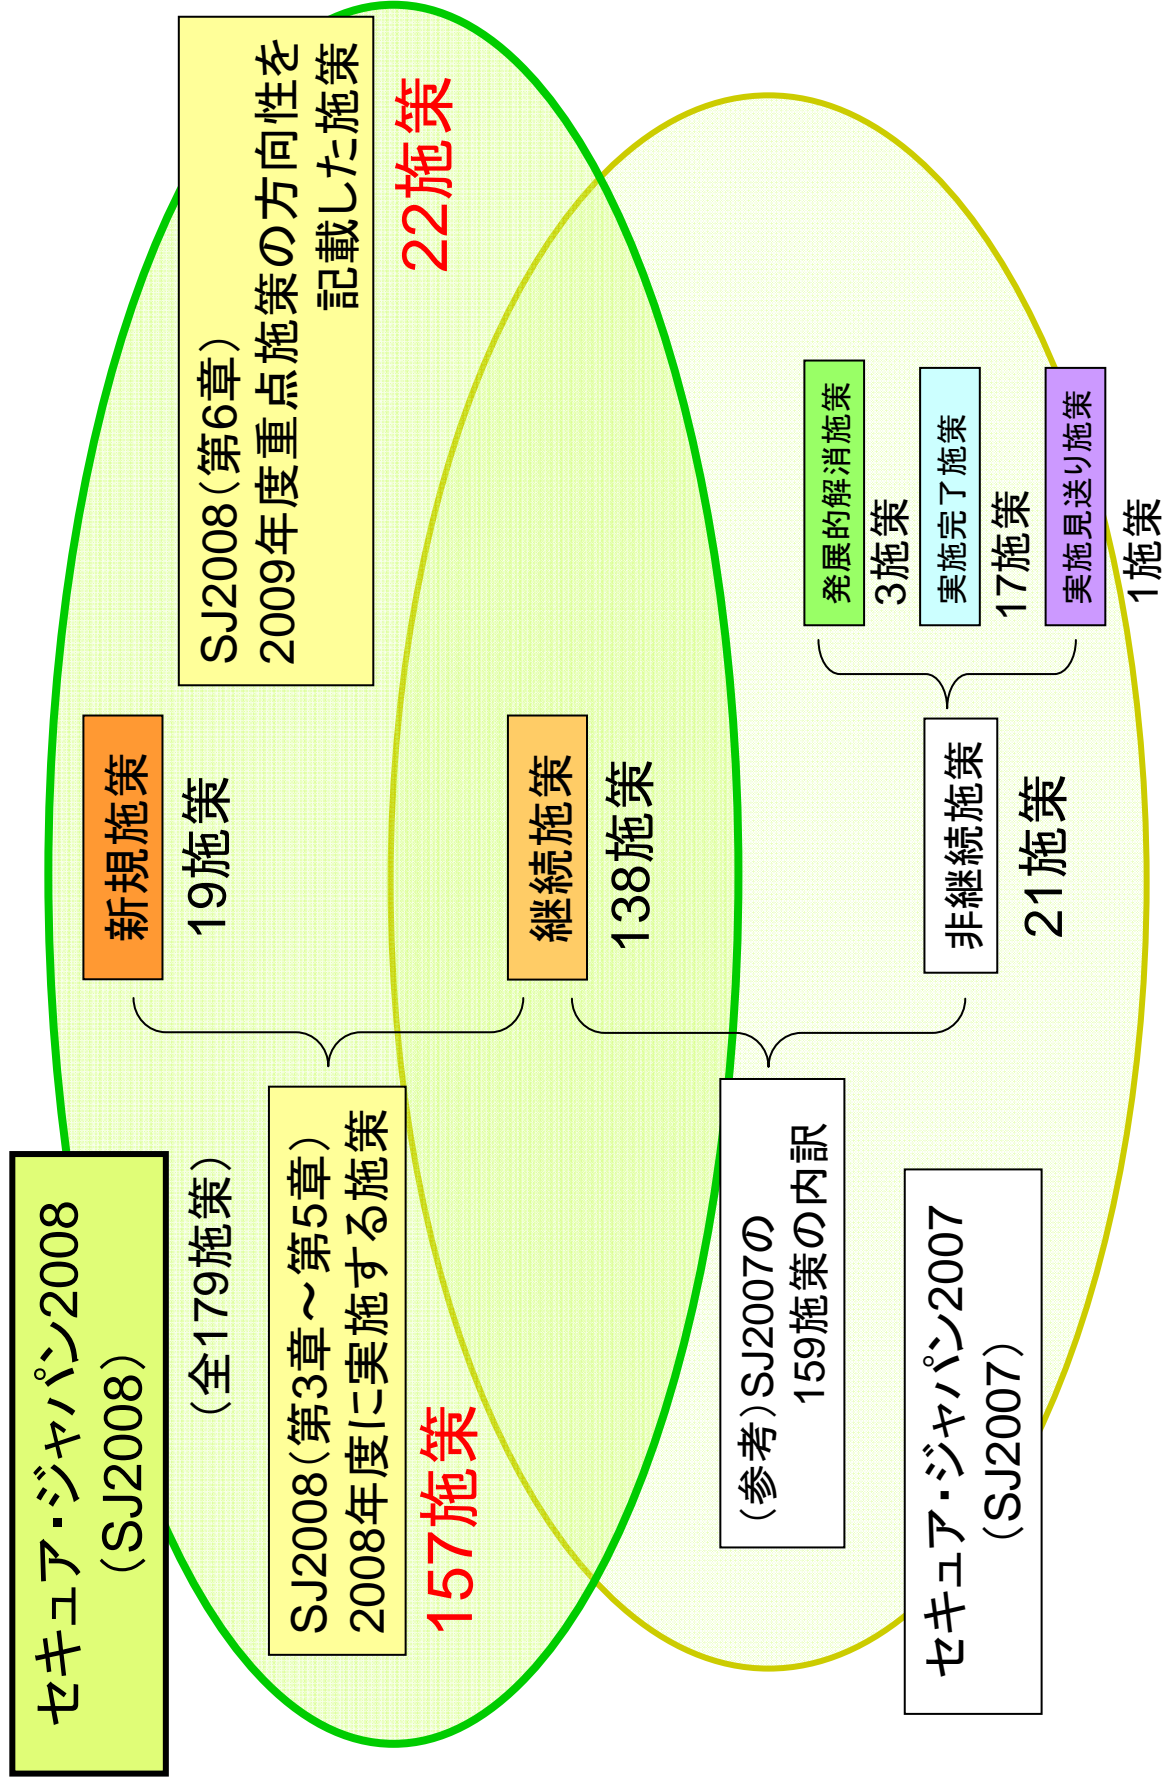 セキュア・ジャパン2008
（SJ2008）
（全179施策）
SJ2008（第3章～第5章）
2008年度に実施する施策
157施策
新規施策
19施策
継続施策
138施策
SJ2008（第6章）
2009年度重点施策の方向性を
記載した施策
22施策
（参考）SJ2007の
159施策の内訳
セキュア・ジャパン2007
（SJ2007）
非継続施策
21施策
発展的解消施策
3施策
実施完了施策
17施策
実施見送り施策
1施策